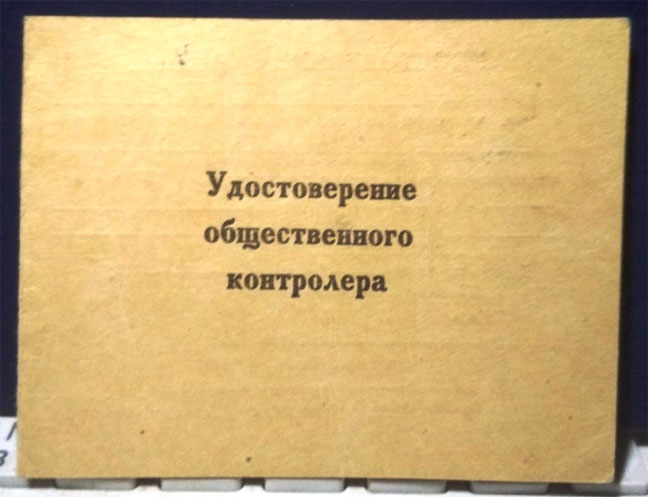 Удостоверение
общественного
контролера